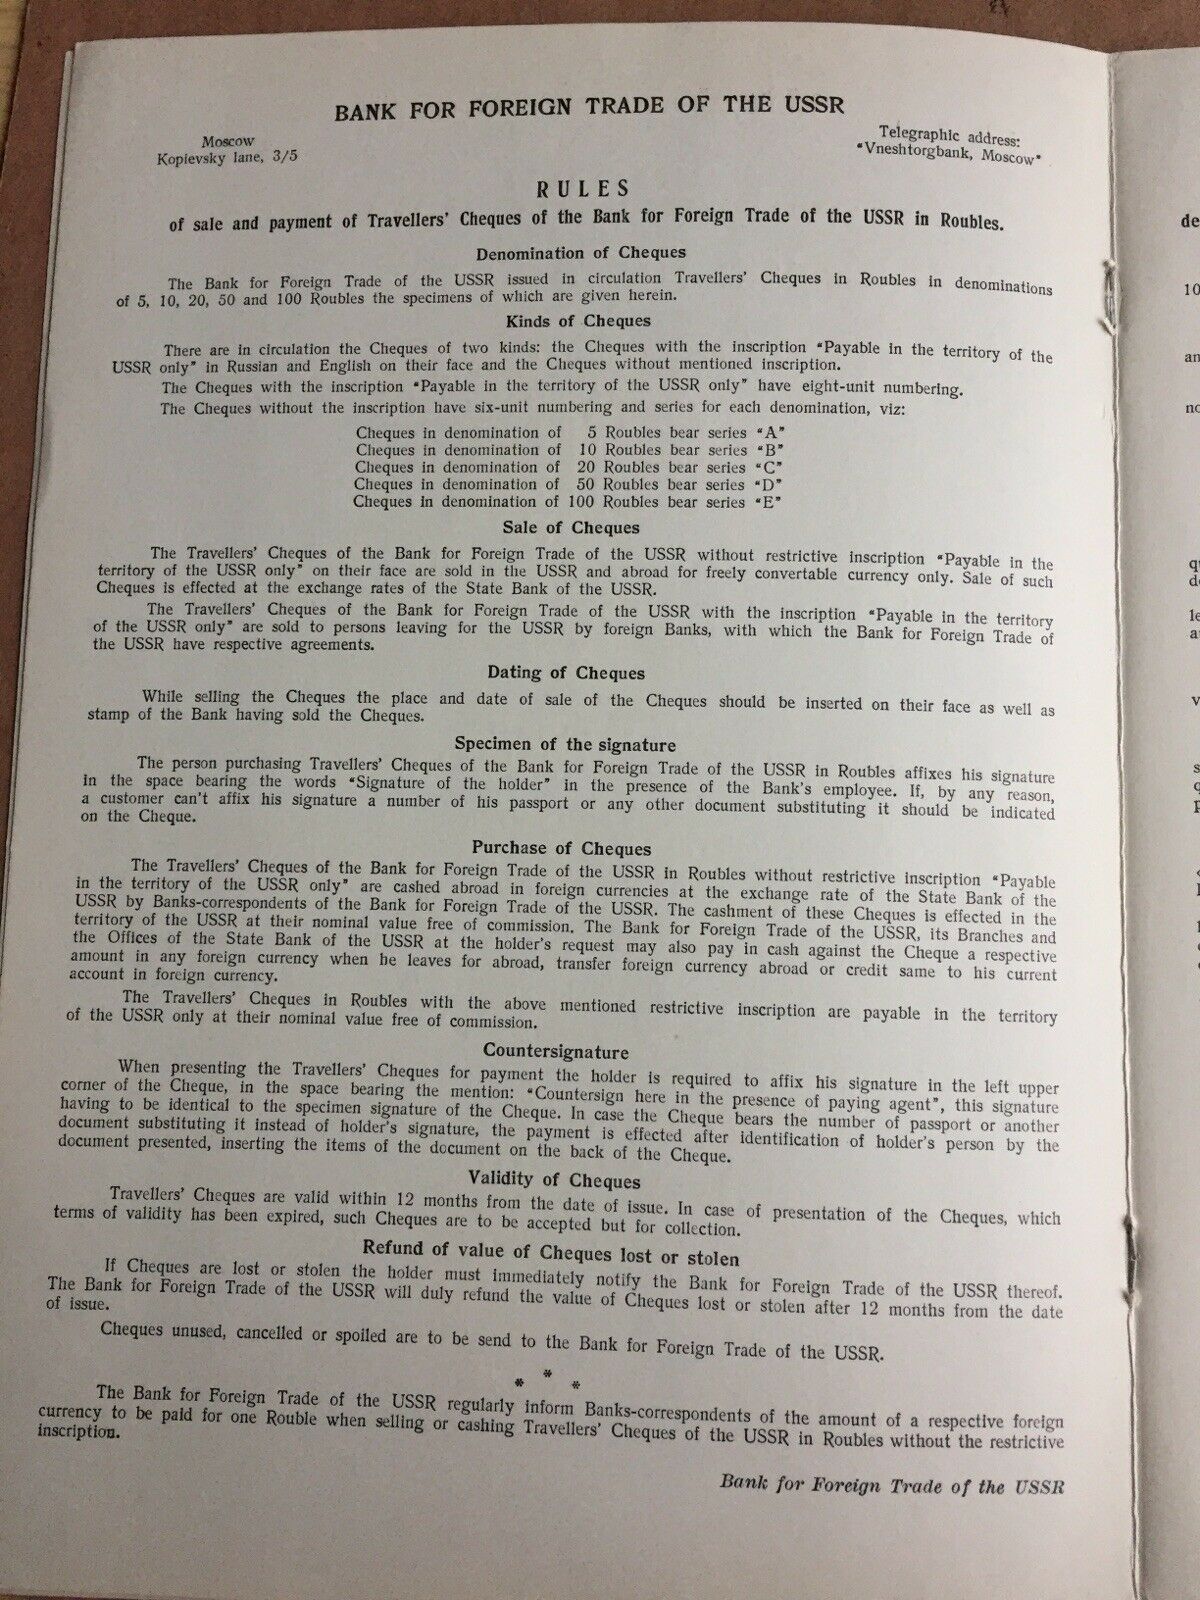 BANK FOR FOREIGN TRADE OF THE USSR
Moscow
Kopievsky lane, 3/5
Telegraphic address:
"Vneshtorgbank, Moscow"
RULES
of sale and payment of Travellers' Cheques of the Bank for Foreign Trade of the USSR in Roubles.
Denomination of Cheques
The Bank for Foreign Trade of the USSR issued in circulation Travellers' Cheques in Roubles in denominations
of 5, 10, 20, 50 and 100 Roubles the specimens of which are given herein.
Kinds of Cheques
There are in circulation the Cheques of two kinds: the Cheques with the inscription "Payable in the territory of the
USSR only" in Russian and English on their face and the Cheques without mentioned inscription.
The Cheques with the inscription "Payable in the territory of the USSR only" have eight-unit numbering.
The Cheques without the inscription have six-unit numbering and series for each denomination, viz:
Cheques in denomination of 5 Roubles bear series "A"
Cheques in denomination of 10 Roubles bear series "B"
Cheques in denomination of 20 Roubles bear series "C"
Cheques in denomination of 50 Roubles bear series "D"
Cheques in denomination of 100 Roubles bear series "E"
Sale of Cheques
The Travellers' Cheques of the Bank for Foreign Trade of the USSR without restrictive inscription "Payable in the
territory of the USSR only" on their face are sold in the USSR and abroad for freely convertable currency only. Sale of such
Cheques is effected at the exchange rates of the State Bank of the USSR.
The Travellers' Cheques of the Bank for Foreign Trade of the USSR with the inscription "Payable in the territory
of the USSR only" are sold to persons leaving for the USSR by foreign Banks, with which the Bank for Foreign Trade of
the USSR have respective agreements.
Dating of Cheques
While selling the Cheques the place and date of sale of the Cheques should be inserted on their face as well as
stamp of the Bank having sold the Cheques.
Specimen of the signature
The person purchasing Travellers' Cheques of the Bank for Foreign Trade of the USSR in Roubles affixes his signature
in the space bearing the words "Signature of the holder" in the presence of the Bank's employee. If, by any reason,
a customer can't affix his signature a number of his passport or any other document substituting it should be indicated
on the Cheque.
Purchase of Cheques
The Travellers' Cheques of the Bank for Foreign Trade of the USSR in Roubles without restrictive inscription "Payable
in the territory of the USSR only" are cashed abroad in foreign currencies at the exchange rate of the State Bank of the
USSR by Banks-correspondents of the Bank for Foreign Trade of the USSR. The cashment of these Cheques is effected in the
territory of the USSR at their nominal value free of commission. The Bank for Foreign Trade of the USSR, its Branches and
the Offices of the State Bank of the USSR at the holder's request may also pay in cash against the Cheque a respective
amount in any foreign currency when he leaves for abroad, transfer foreign currency abroad or credit same to his current
account in foreign currency.
The Travellers' Cheques in Roubles with the above mentioned restrictive inscription are payable in the territory
of the USSR only at their nominal value free of commission.
Countersignature
When presenting the Travellers' Cheques for payment the holder is required to affix his signature in the left upper
corner of the Cheque, in the space bearing the mention: "Countersign here in the presence of paying agent", this signature
having to be identical to the specimen signature of the Cheque. In case the Cheque bears the number of passport or another
document substituting it instead of holder's signature, the payment is effected after identification of holder's person by the
document presented, inserting the items of the document on the back of the Cheque.
Validity of Cheques
Travellers' Cheques are valid within 12 months from the date of issue. In case of presentation of the Cheques, which
terms of validity has been expired, such Cheques are to be accepted but for collection.
Refund of value of Cheques lost or stolen
If Cheques are lost or stolen the holder must immediately notify the Bank for Foreign Trade of the USSR thereof.
The Bank for Foreign Trade of the USSR will duly refund the value of Cheques lost or stolen after 12 months from the date
of issue.
Cheques unused, cancelled or spoiled are to be send to the Bank for Foreign Trade of the USSR.
* * *
The Bank for Foreign Trade of the USSR regularly inform Banks-correspondents of the amount of a respective foreign
currency to be paid for one Rouble when selling or cashing Travellers' Cheques of the USSR in Roubles without the restrictive
inscription.
Bank for Foreign Trade of the USSR